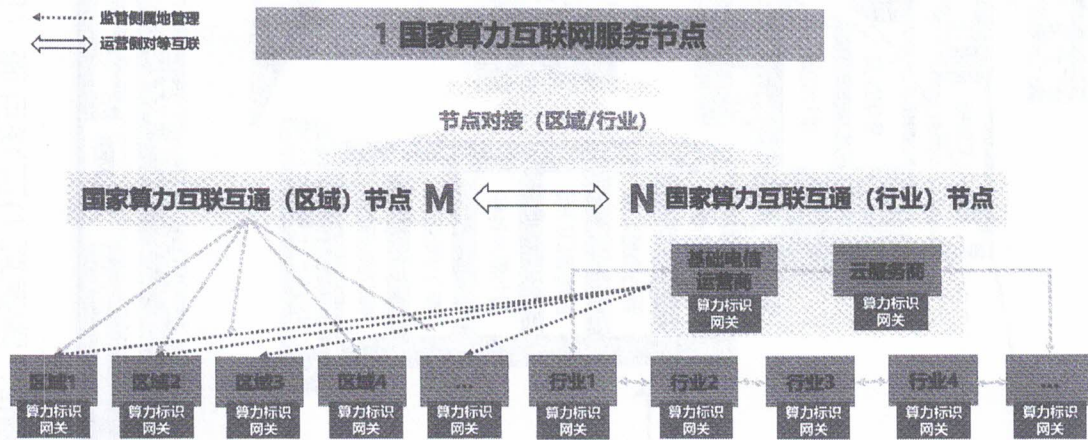 监管侧属地管理
运营侧对等互联
1 国家算力互联网服务节点
节点对接（区域/行业）
国家算力互联互通（区域）节点 M
N 国家算力互联互通（行业）节点
基础电信
运营商
云服务商
算力标识
网关
算力标识
网关
区域1
区域2
区域3
区域4
...
行业1
行业2
行业3
行业4
...
算力标识
网关
算力标识
网关
算力标识
网关
算力标识
网关
算力标识
网关
算力标识
网关
算力标识
网关
算力标识
网关
算力标识
网关
算力标识
网关